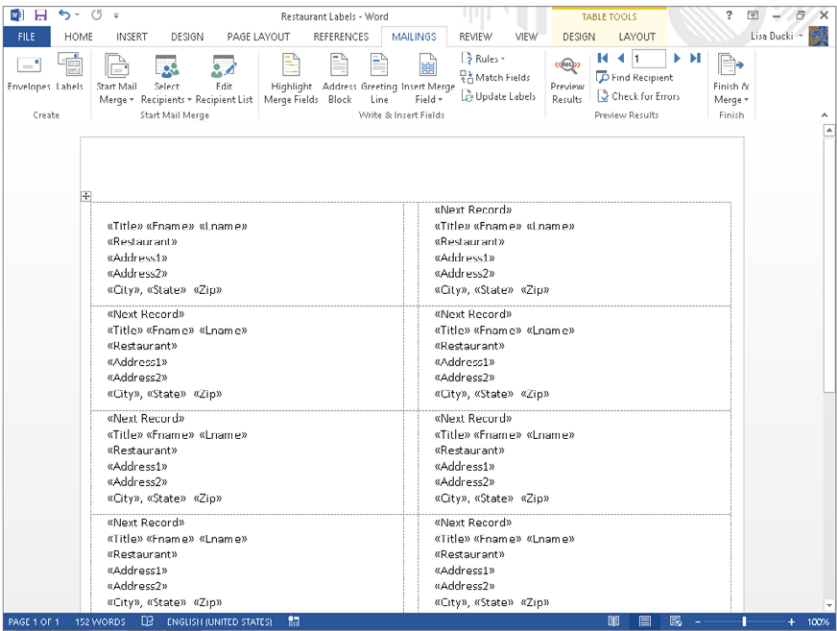 Restaurant Labels - Word
TABLE TOOLS
?
FILE HOME INSERT DESIGN PAGE LAYOUT REFERENCES MAILINGS REVIEW VIEW DESIGN LAYOUT Lisa Bucki
Envelopes Labels
Create
Start Mail Merge
Select Recipients
Edit Recipient List
Start Mail Merge
Highlight Merge Fields
Address Block
Greeting Line
Insert Merge Field
Rules
Match Fields
Update Labels
Write & Insert Fields
Preview Results
1
Find Recipient
Check for Errors
Preview Results
Finish & Merge
Finish
«Title» «Fname» «Lname»
«Restaurant»
«Address1»
«Address2»
«City», «State» «Zip»
«Next Record»
«Title» «Fname» «Lname»
«Restaurant»
«Address1»
«Address2»
«City», «State» «Zip»
«Next Record»
«Title» «Fname» «Lname»
«Restaurant»
«Address1»
«Address2»
«City», «State» «Zip»
«Next Record»
«Title» «Fname» «Lname»
«Restaurant»
«Address1»
«Address2»
«City», «State» «Zip»
«Next Record»
«Title» «Fname» «Lname»
«Restaurant»
«Address1»
«Address2»
«City», «State» «Zip»
«Next Record»
«Title» «Fname» «Lname»
«Restaurant»
«Address1»
«Address2»
«City», «State» «Zip»
«Next Record»
«Title» «Fname» «Lname»
«Restaurant»
«Address1»
«Address2»
«City», «State» «Zip»
«Next Record»
«Title» «Fname» «Lname»
«Restaurant»
«Address1»
«Address2»
«City», «State» «Zip»
PAGE 1 OF 1 152 WORDS ENGLISH (UNITED STATES) - + 100%